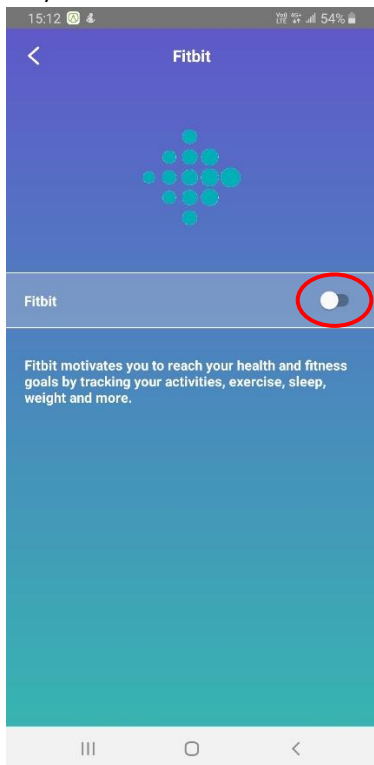 15:12 54%
Fitbit
Fitbit
Fitbit motivates you to reach your health and fitness
goals by tracking your activities, exercise, sleep,
weight and more.